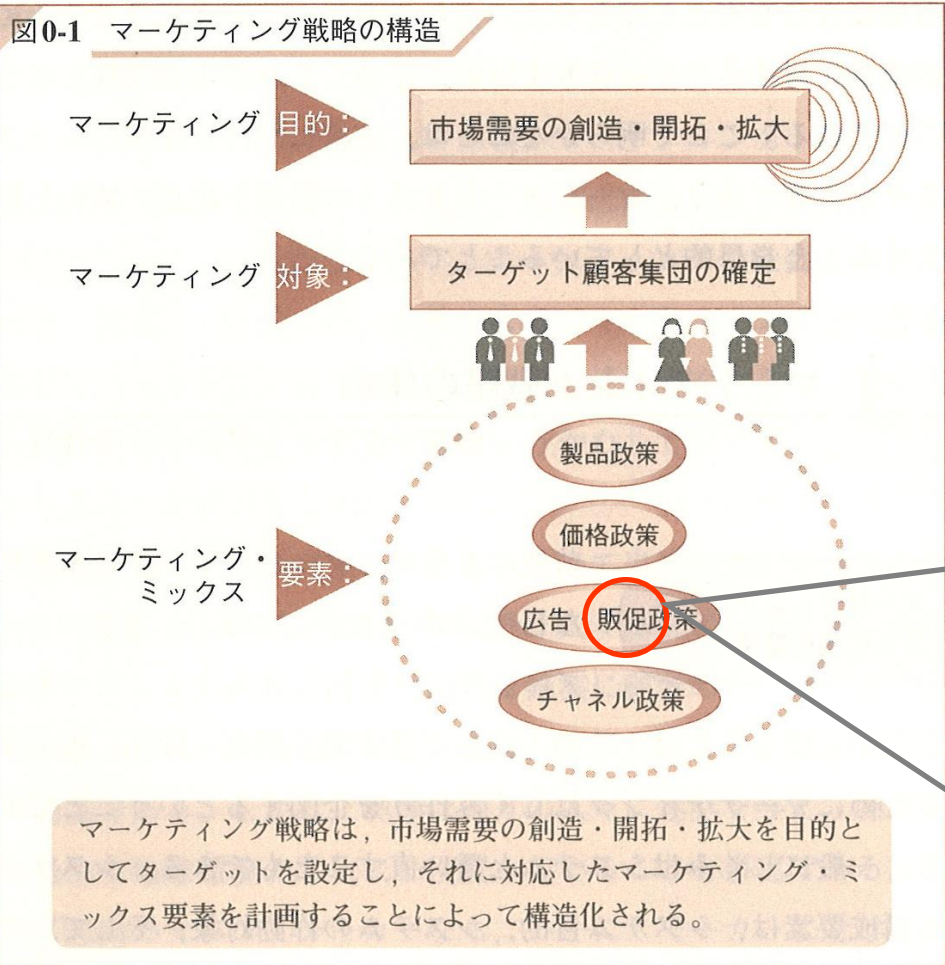 図0-1 マーケティング戦略の構造
マーケティング 目的：
市場需要の創造・開拓・拡大
マーケティング 対象：
ターゲット顧客集団の確定
製品政策
価格政策
マーケティング・
ミックス
要素：
広告 販促政策
チャネル政策
マーケティング戦略は，市場需要の創造・開拓・拡大を目的と
してターゲットを設定し，それに対応したマーケティング・ミ
ックス要素を計画することによって構造化される。